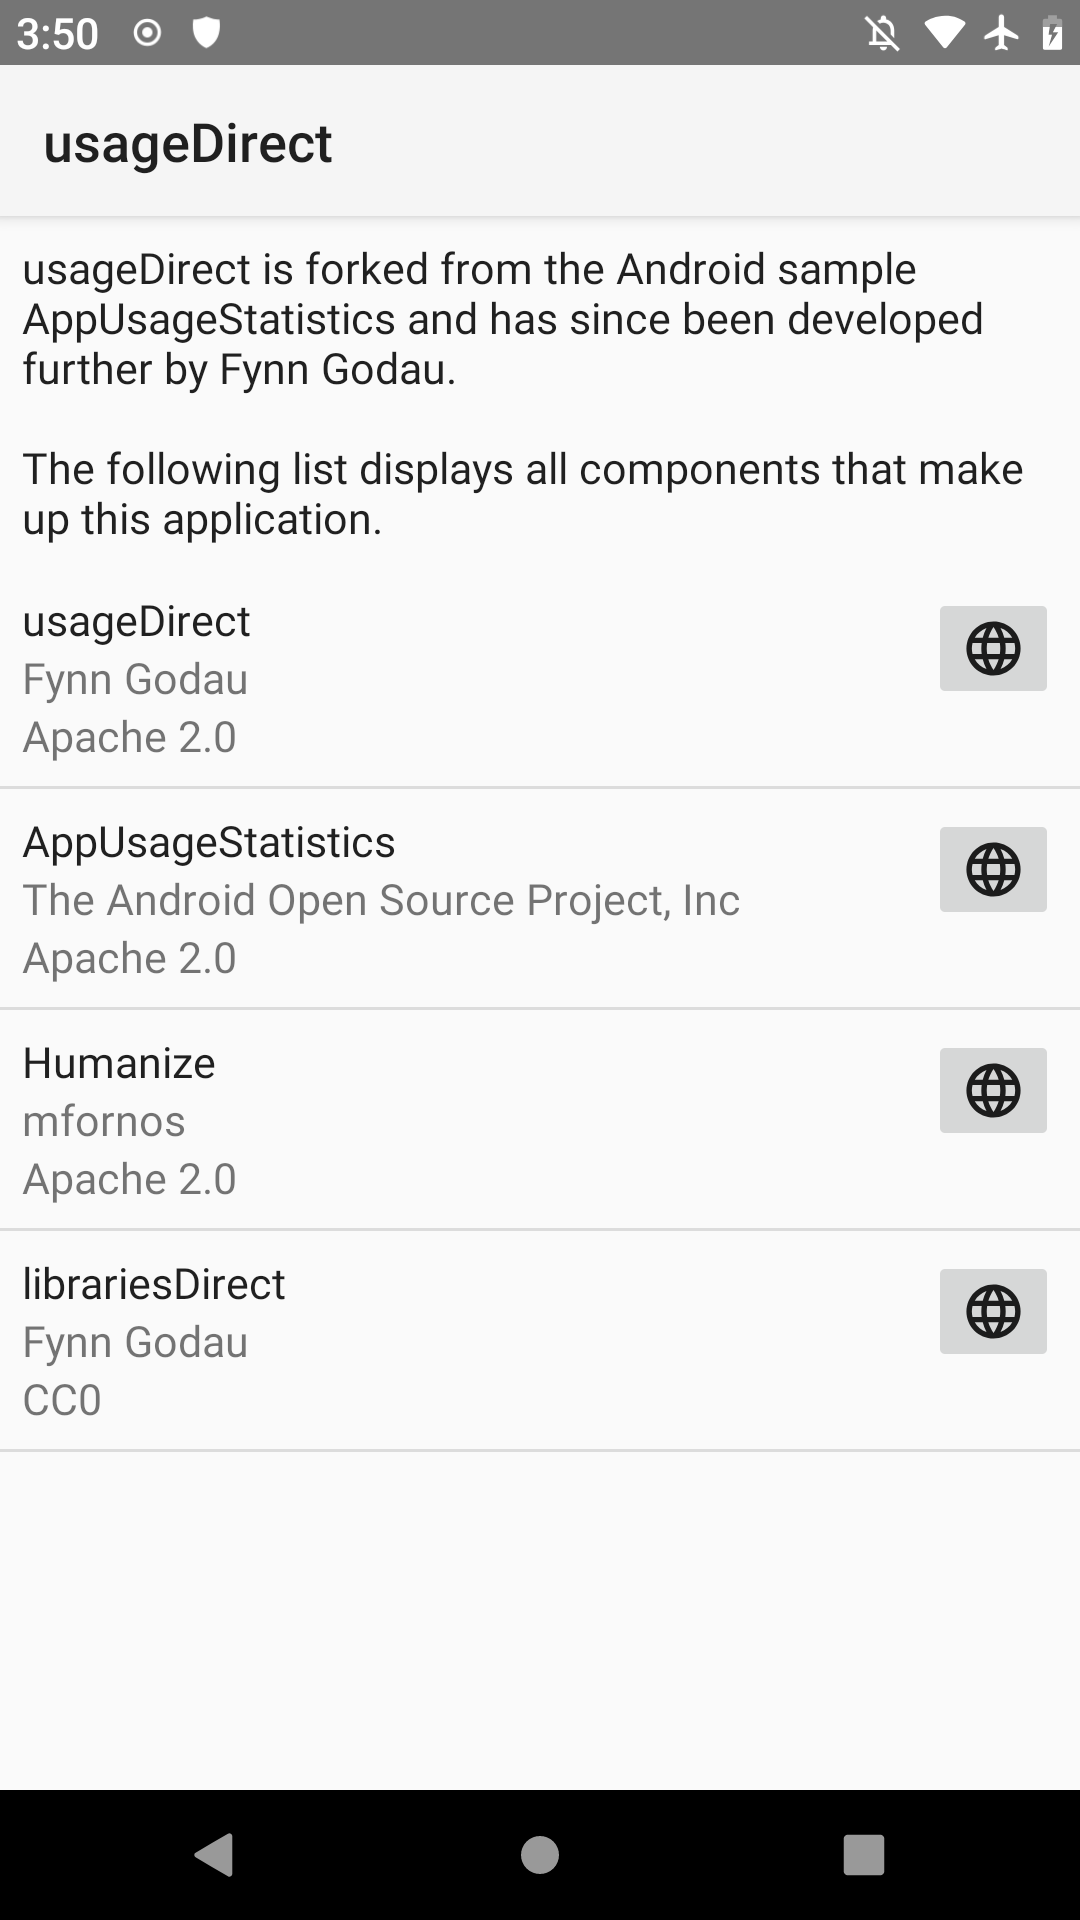 3:50
usageDirect
usageDirect is forked from the Android sample
AppUsageStatistics and has since been developed
further by Fynn Godau.
The following list displays all components that make
up this application.
usageDirect
Fynn Godau
Apache 2.0
AppUsageStatistics
The Android Open Source Project, Inc
Apache 2.0
Humanize
mfornos
Apache 2.0
librariesDirect
Fynn Godau
CC0